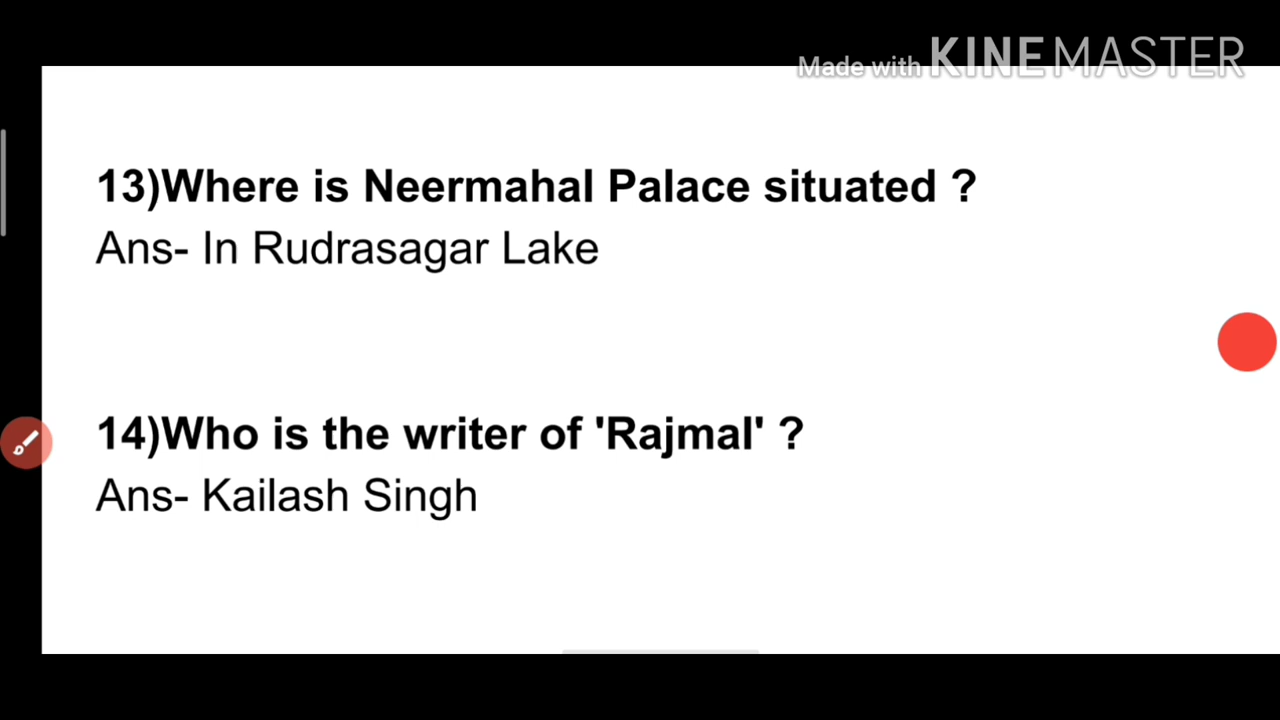 Made with KINEMASTER
13)Where is Neermahal Palace situated ?
Ans- In Rudrasagar Lake
14)Who is the writer of 'Rajmal' ?
Ans- Kailash Singh